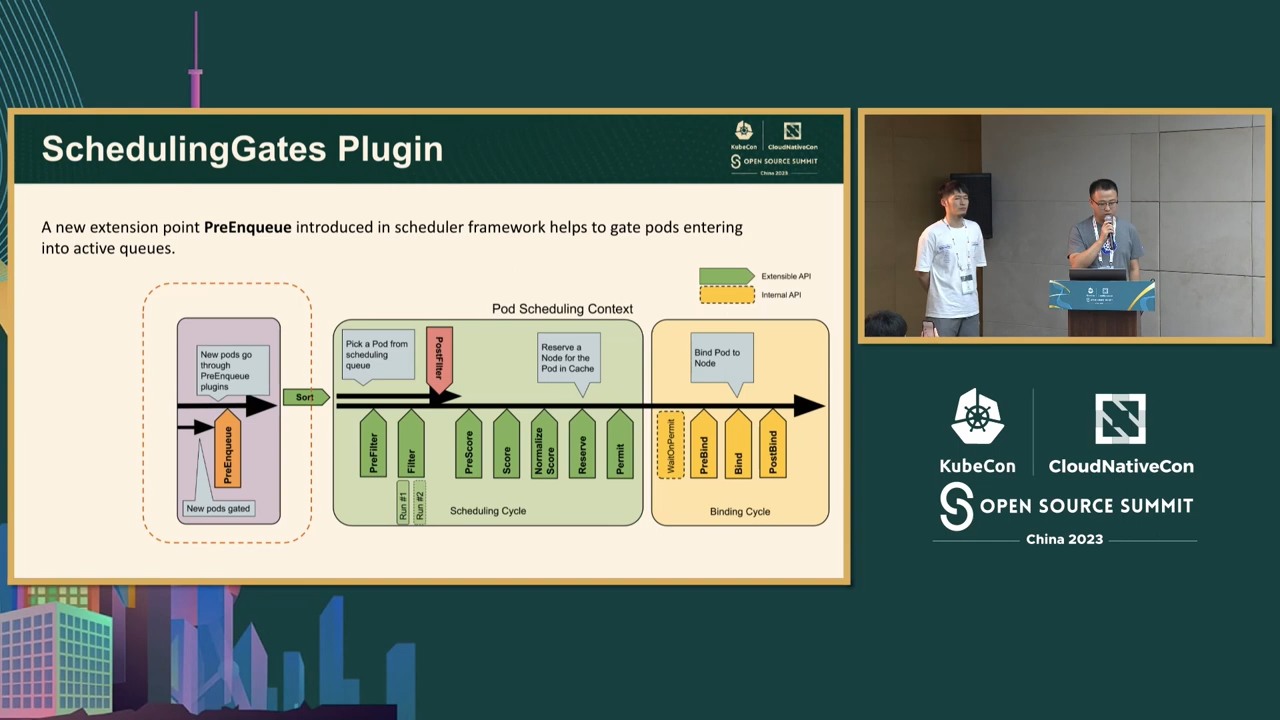 SchedulingGates Plugin
KubeCon
CloudNativeCon
OPEN SOURCE SUMMIT
China 2023
A new extension point PreEnqueue introduced in scheduler framework helps to gate pods entering
into active queues.
Extensible API
Internal API
Pod Scheduling Context
New pods go
through
PreEnqueue
plugins
Sort
Pick a Pod from
scheduling
queue
PostFilter
Reserve a
Node for the
Pod in Cache
Bind Pod to
Node
PreEnqueue
New pods gated
PreFilter
Filter
PreScore
Score
Normalize
Score
Reserve
Permit
WaitOnPermit
PreBind
Bind
PostBind
Run #1
Run #2
Scheduling Cycle
Binding Cycle
KubeCon
CloudNativeCon
OPEN SOURCE SUMMIT
China 2023